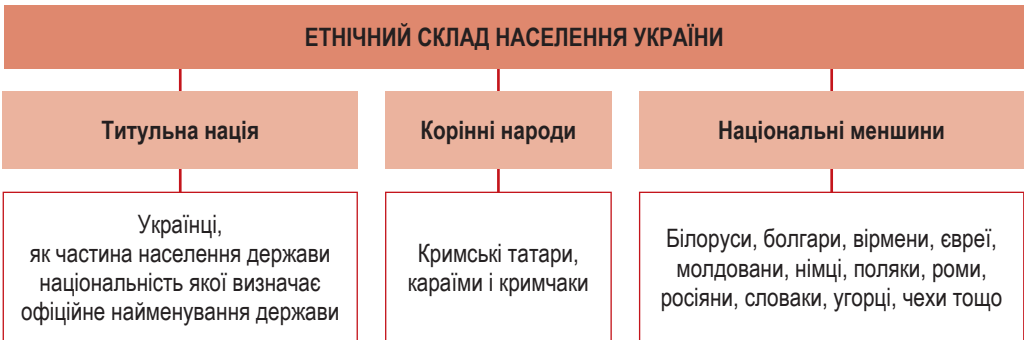 ЕТНІЧНИЙ СКЛАД НАСЕЛЕННЯ УКРАЇНИ
Титульна нація
Українці,
як частина населення держави
національність якої визначає
офіційне найменування держави
Корінні народи
Кримські татари,
караїми і кримчаки
Національні меншини
Білоруси, болгари, вірмени, євреї,
молдовани, німці, поляки, роми,
росіяни, словаки, угорці, чехи тощо